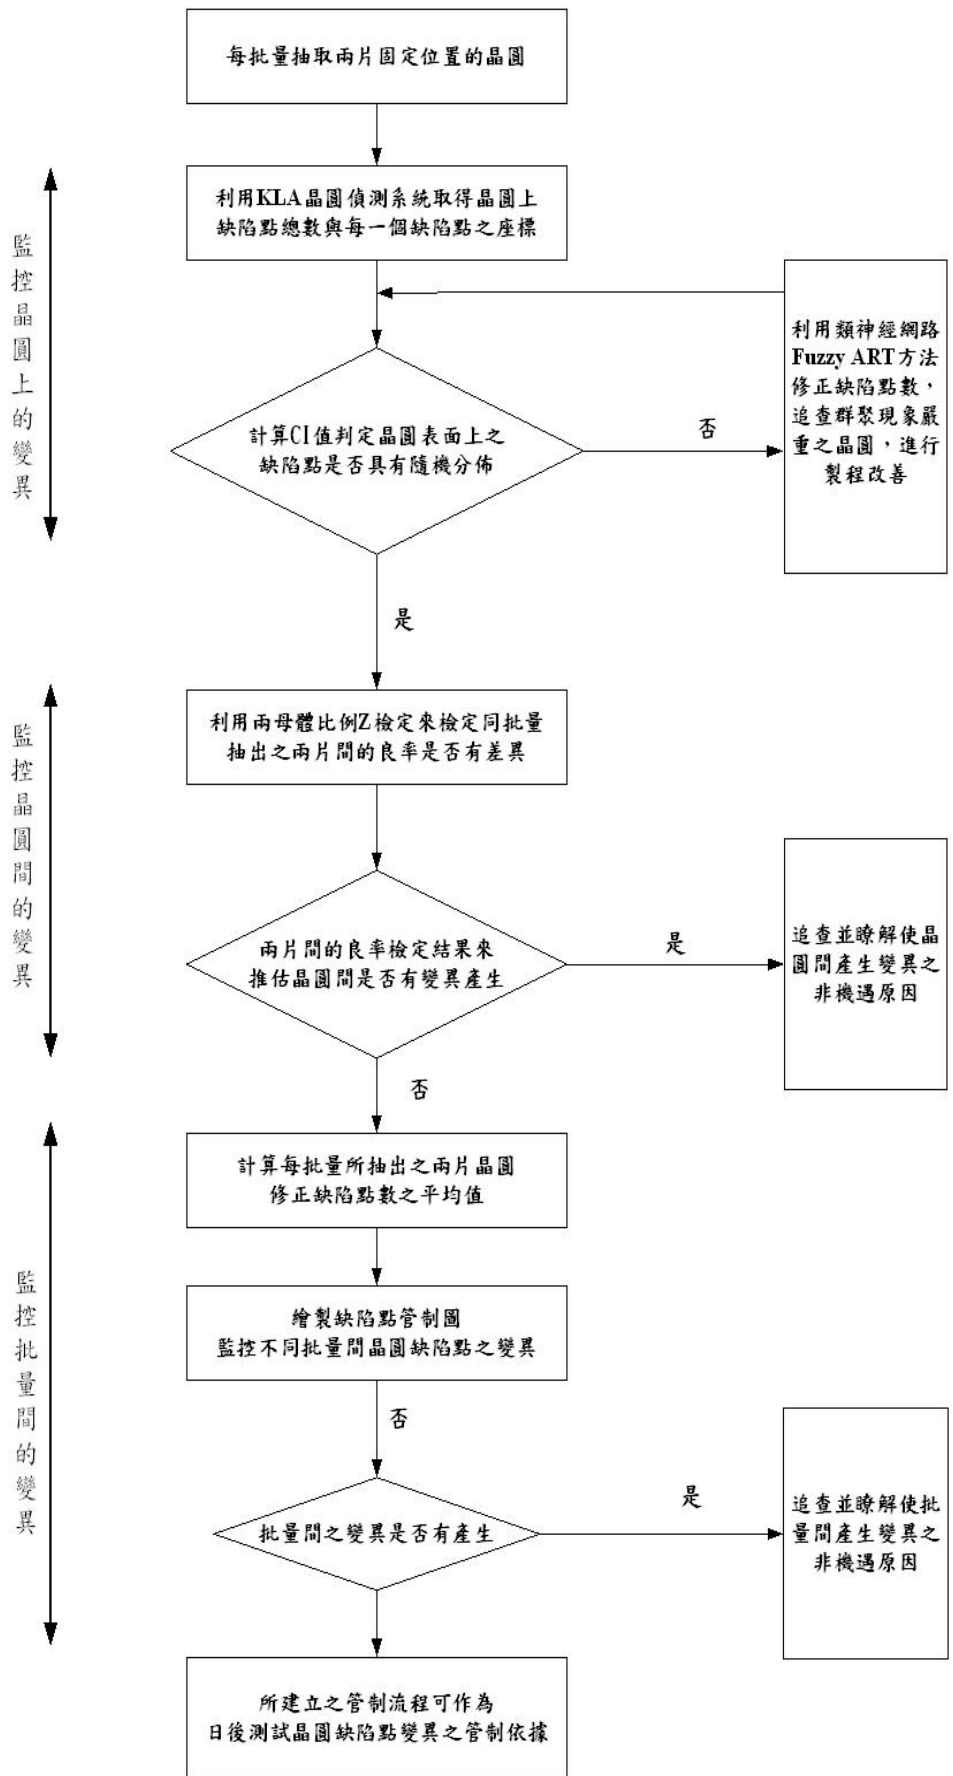 每批量抽取兩片固定位置的晶圓
監控晶圓上的變異
利用KLA晶圓偵測系統取得晶圓上
缺陷點總數與每一個缺陷點之座標
利用類神經網路
Fuzzy ART方法
修正缺陷點數，
追查群聚現象嚴
重之晶圓，進行
製程改善
計算CI值判定晶圓表面上之
缺陷點是否具有隨機分佈
否
是
監控晶圓間的變異
利用兩母體比例Z檢定來檢定同批量
抽出之兩片間的良率是否有差異
兩片間的良率檢定結果來
推估晶圓間是否有變異產生
是
追查並瞭解使晶
圓間產生變異之
非機遇原因
否
監控批量間的變異
計算每批量所抽出之兩片晶圓
修正缺陷點數之平均值
繪製缺陷點管制圖
監控不同批量間晶圓缺陷點之變異
否
批量間之變異是否有產生
是
追查並瞭解使批
量間產生變異之
非機遇原因
所建立之管制流程可作為
日後測試晶圓缺陷點變異之管制依據